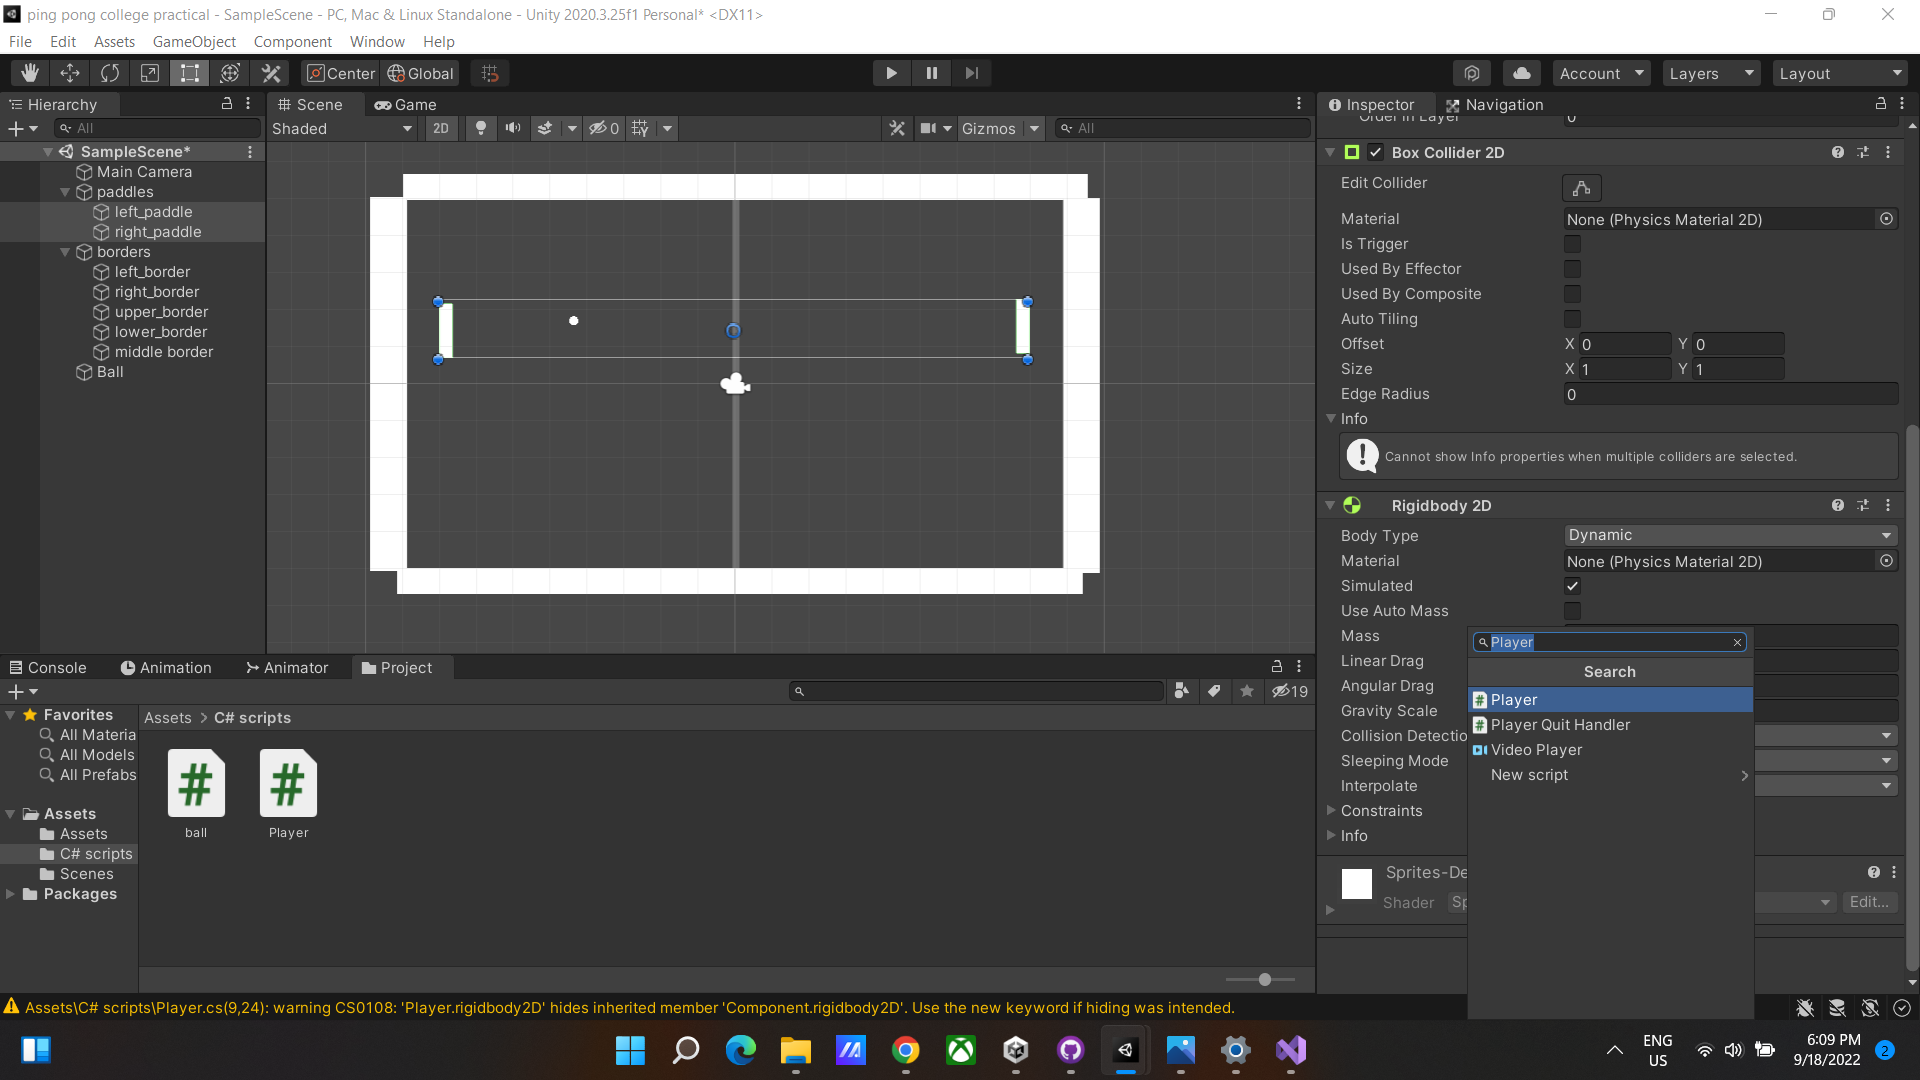 ping pong college practical - SampleScene - PC, Mac & Linux Standalone - Unity 2020.3.25f1 Personal* <DX11>
File Edit Assets GameObject Component Window Help
Center Global Account Layers Layout
Hierarchy
All
SampleScene*
Main Camera
paddles
left_paddle
right_paddle
borders
left_border
right_border
upper_border
lower_border
middle border
Ball
Scene Game
Shaded 2D 0 Gizmos All
Inspector Navigation
Order in Layer 0
Box Collider 2D
Edit Collider
Material None (Physics Material 2D)
Is Trigger
Used By Effector
Used By Composite
Auto Tiling
Offset X 0 Y 0
Size X 1 Y 1
Edge Radius 0
Info
Cannot show Info properties when multiple colliders are selected.
Rigidbody 2D
Body Type Dynamic
Material None (Physics Material 2D)
Simulated
Use Auto Mass
Mass
Linear Drag
Angular Drag
Gravity Scale
Collision Detectio
Sleeping Mode
Interpolate
Constraints
Info
Sprites-De
Shader Sp Edit...
Player
Search
Player
Player Quit Handler
Video Player
New script
Console Animation Animator Project
19
Favorites
All Materia
All Models
All Prefabs
Assets
Assets
C# scripts
Scenes
Packages
Assets > C# scripts
ball Player
Assets\C# scripts\Player.cs(9,24): warning CS0108: 'Player.rigidbody2D' hides inherited member 'Component.rigidbody2D'. Use the new keyword if hiding was intended.
ENG
US
6:09 PM
9/18/2022
2